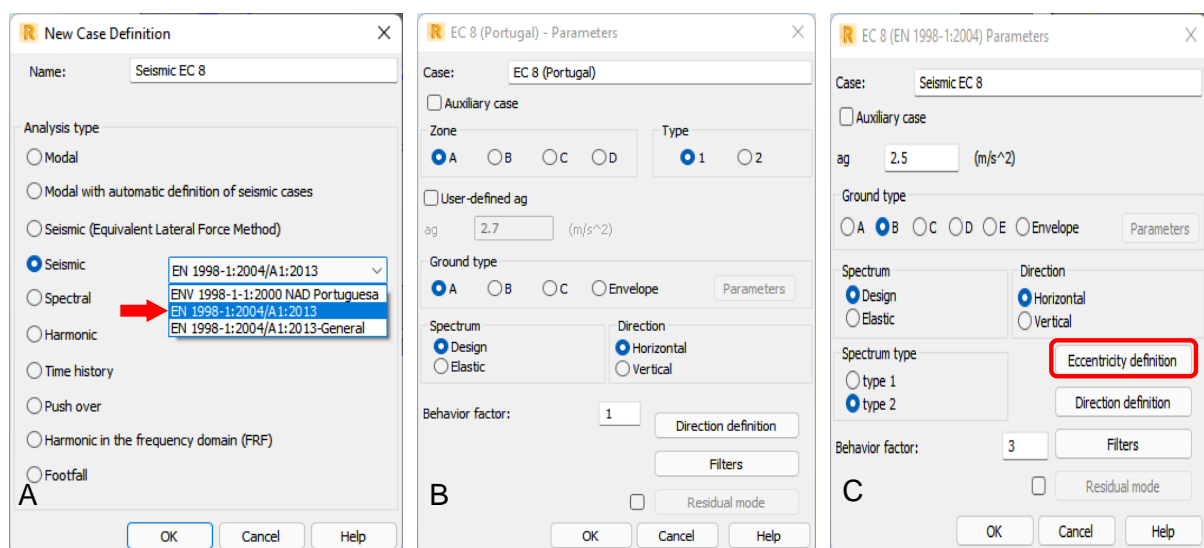 New Case Definition
Name: Seismic EC 8
Analysis type
Modal
Modal with automatic definition of seismic cases
Seismic (Equivalent Lateral Force Method)
Seismic EN 1998-1:2004/A1:2013
ENV 1998-1-1:2000 NAD Portuguesa
Spectral EN 1998-1:2004/A1:2013
EN 1998-1:2004/A1:2013-General
Harmonic
Time history
Push over
Harmonic in the frequency domain (FRF)
Footfall
A
OK Cancel Help
EC 8 (Portugal) - Parameters
Case: EC 8 (Portugal)
Auxiliary case
Zone Type
A B C D 1 2
User-defined ag
ag 2.7 (m/s^2)
Ground type
A B C Envelope Parameters
Spectrum Direction
Design Horizontal
Elastic Vertical
Behavior factor: 1
Direction definition
Filters
B
Residual mode
OK Cancel Help
EC 8 (EN 1998-1:2004) Parameters
Case: Seismic EC 8
Auxiliary case
ag 2.5 (m/s^2)
Ground type
A B C D E Envelope Parameters
Spectrum Direction
Design Horizontal
Elastic Vertical
Spectrum type Eccentricity definition
type 1
type 2 Direction definition
Behavior factor: 3 Filters
C
Residual mode
OK Cancel Help